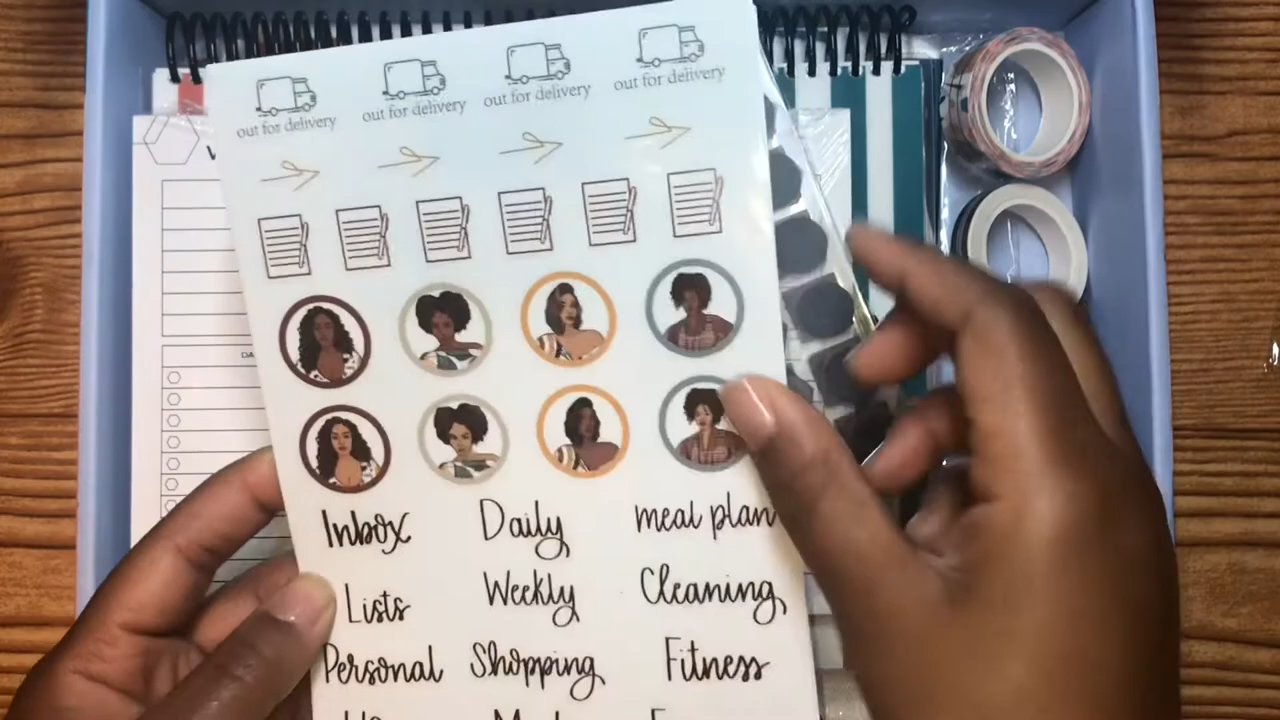 out for delivery out for delivery out for delivery out for delivery
Inbox Daily meal plan
Lists Weekly Cleaning
Personal Shopping Fitness